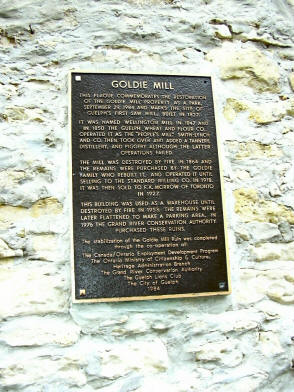 GOLDIE MILL
THIS PLAQUE COMMEMORATES THE RESTORATION
OF THE GOLDIE MILL PROPERTY AS A PARK,
SEPTEMBER 29, 1984 AND MARKS THE SITE OF
GUELPH'S FIRST SAW MILL, BUILT IN 1827.
IT WAS NAMED WELLINGTON MILL IN 1847 AND
IN 1850 THE GUELPH WHEAT AND FLOUR CO.
OPERATED IT AS THE "PEOPLE'S MILL". SMITH-LYNCH
AND CO. THEN TOOK OVER AND ADDED A TANNERY,
DISTILLERY, AND PIGGERY ALTHOUGH THE LATTER
OPERATIONS FAILED.
THE MILL WAS DESTROYED BY FIRE IN 1864 AND
THE REMAINS WERE PURCHASED BY THE GOLDIE
FAMILY WHO REBUILT IT, AND OPERATED IT UNTIL
SELLING TO THE STANDARD MILLING CO. IN 1918.
IT WAS THEN SOLD TO F.K. MORROW OF TORONTO
IN 1922.
THIS BUILDING WAS USED AS A WAREHOUSE UNTIL
DESTROYED BY FIRE IN 1953. THE REMAINS WERE
LATER FLATTENED TO MAKE A PARKING AREA. IN
1976 THE GRAND RIVER CONSERVATION AUTHORITY
PURCHASED THESE RUINS.
The stabilization of the Goldie Mill Ruin was completed
through the co-operation of:
The Canada/Ontario Employment Development Program
The Ontario Ministry of Citizenship & Culture,
Heritage Administration Branch
The Grand River Conservation Authority
The Guelph Lions Club
The City of Guelph
1984